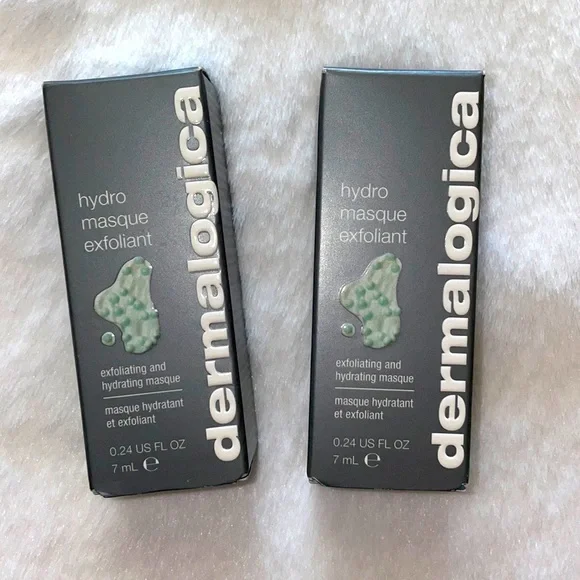 hydro
masque
exfoliant
exfoliating and
hydrating masque
masque hydratant
et exfoliant
0.24 US FL OZ
7 mL ℮
dermalogica
hydro
masque
exfoliant
exfoliating and
hydrating masque
masque hydratant
et exfoliant
0.24 US FL OZ
7 mL ℮
dermalogica